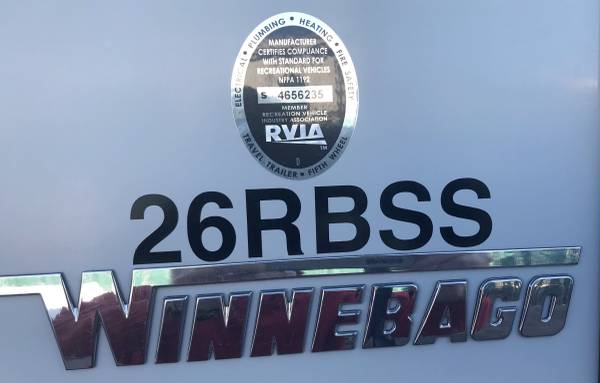 ELECTRICAL • PLUMBING • HEATING • FIRE SAFETY
MANUFACTURER
CERTIFIES COMPLIANCE
WITH STANDARD FOR
RECREATIONAL VEHICLES
NFPA 1192
S 4656235
MEMBER
RECREATION VEHICLE
INDUSTRY ASSOCIATION
RVIA TM
D
TRAVEL TRAILER • FIFTH WHEEL
26RBSS
WINNEBAGO